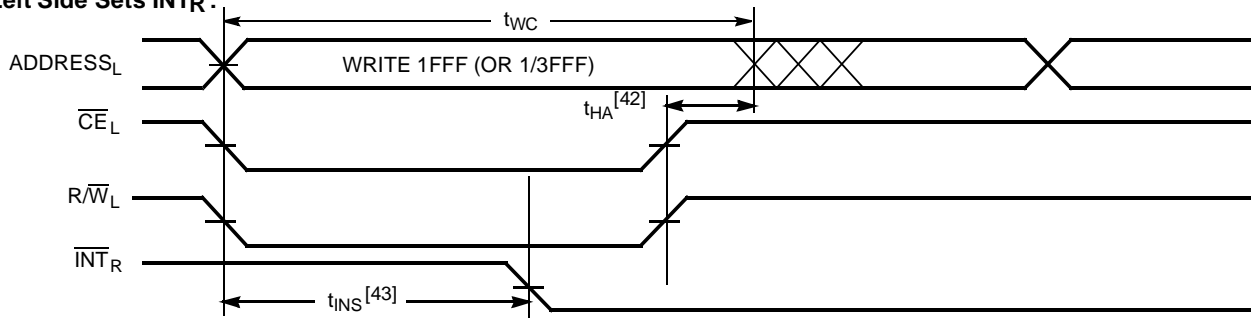 Left Side Sets INTR:
tWC
ADDRESSL
WRITE 1FFF (OR 1/3FFF)
tHA[42]
CEL
R/WL
INTR
tINS[43]